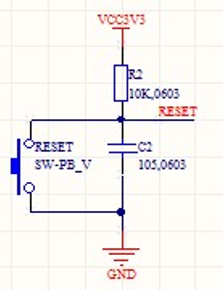 VCC3V3
R2
10K,0603
RESET
RESET
SW-PB_V
C2
105,0603
GND